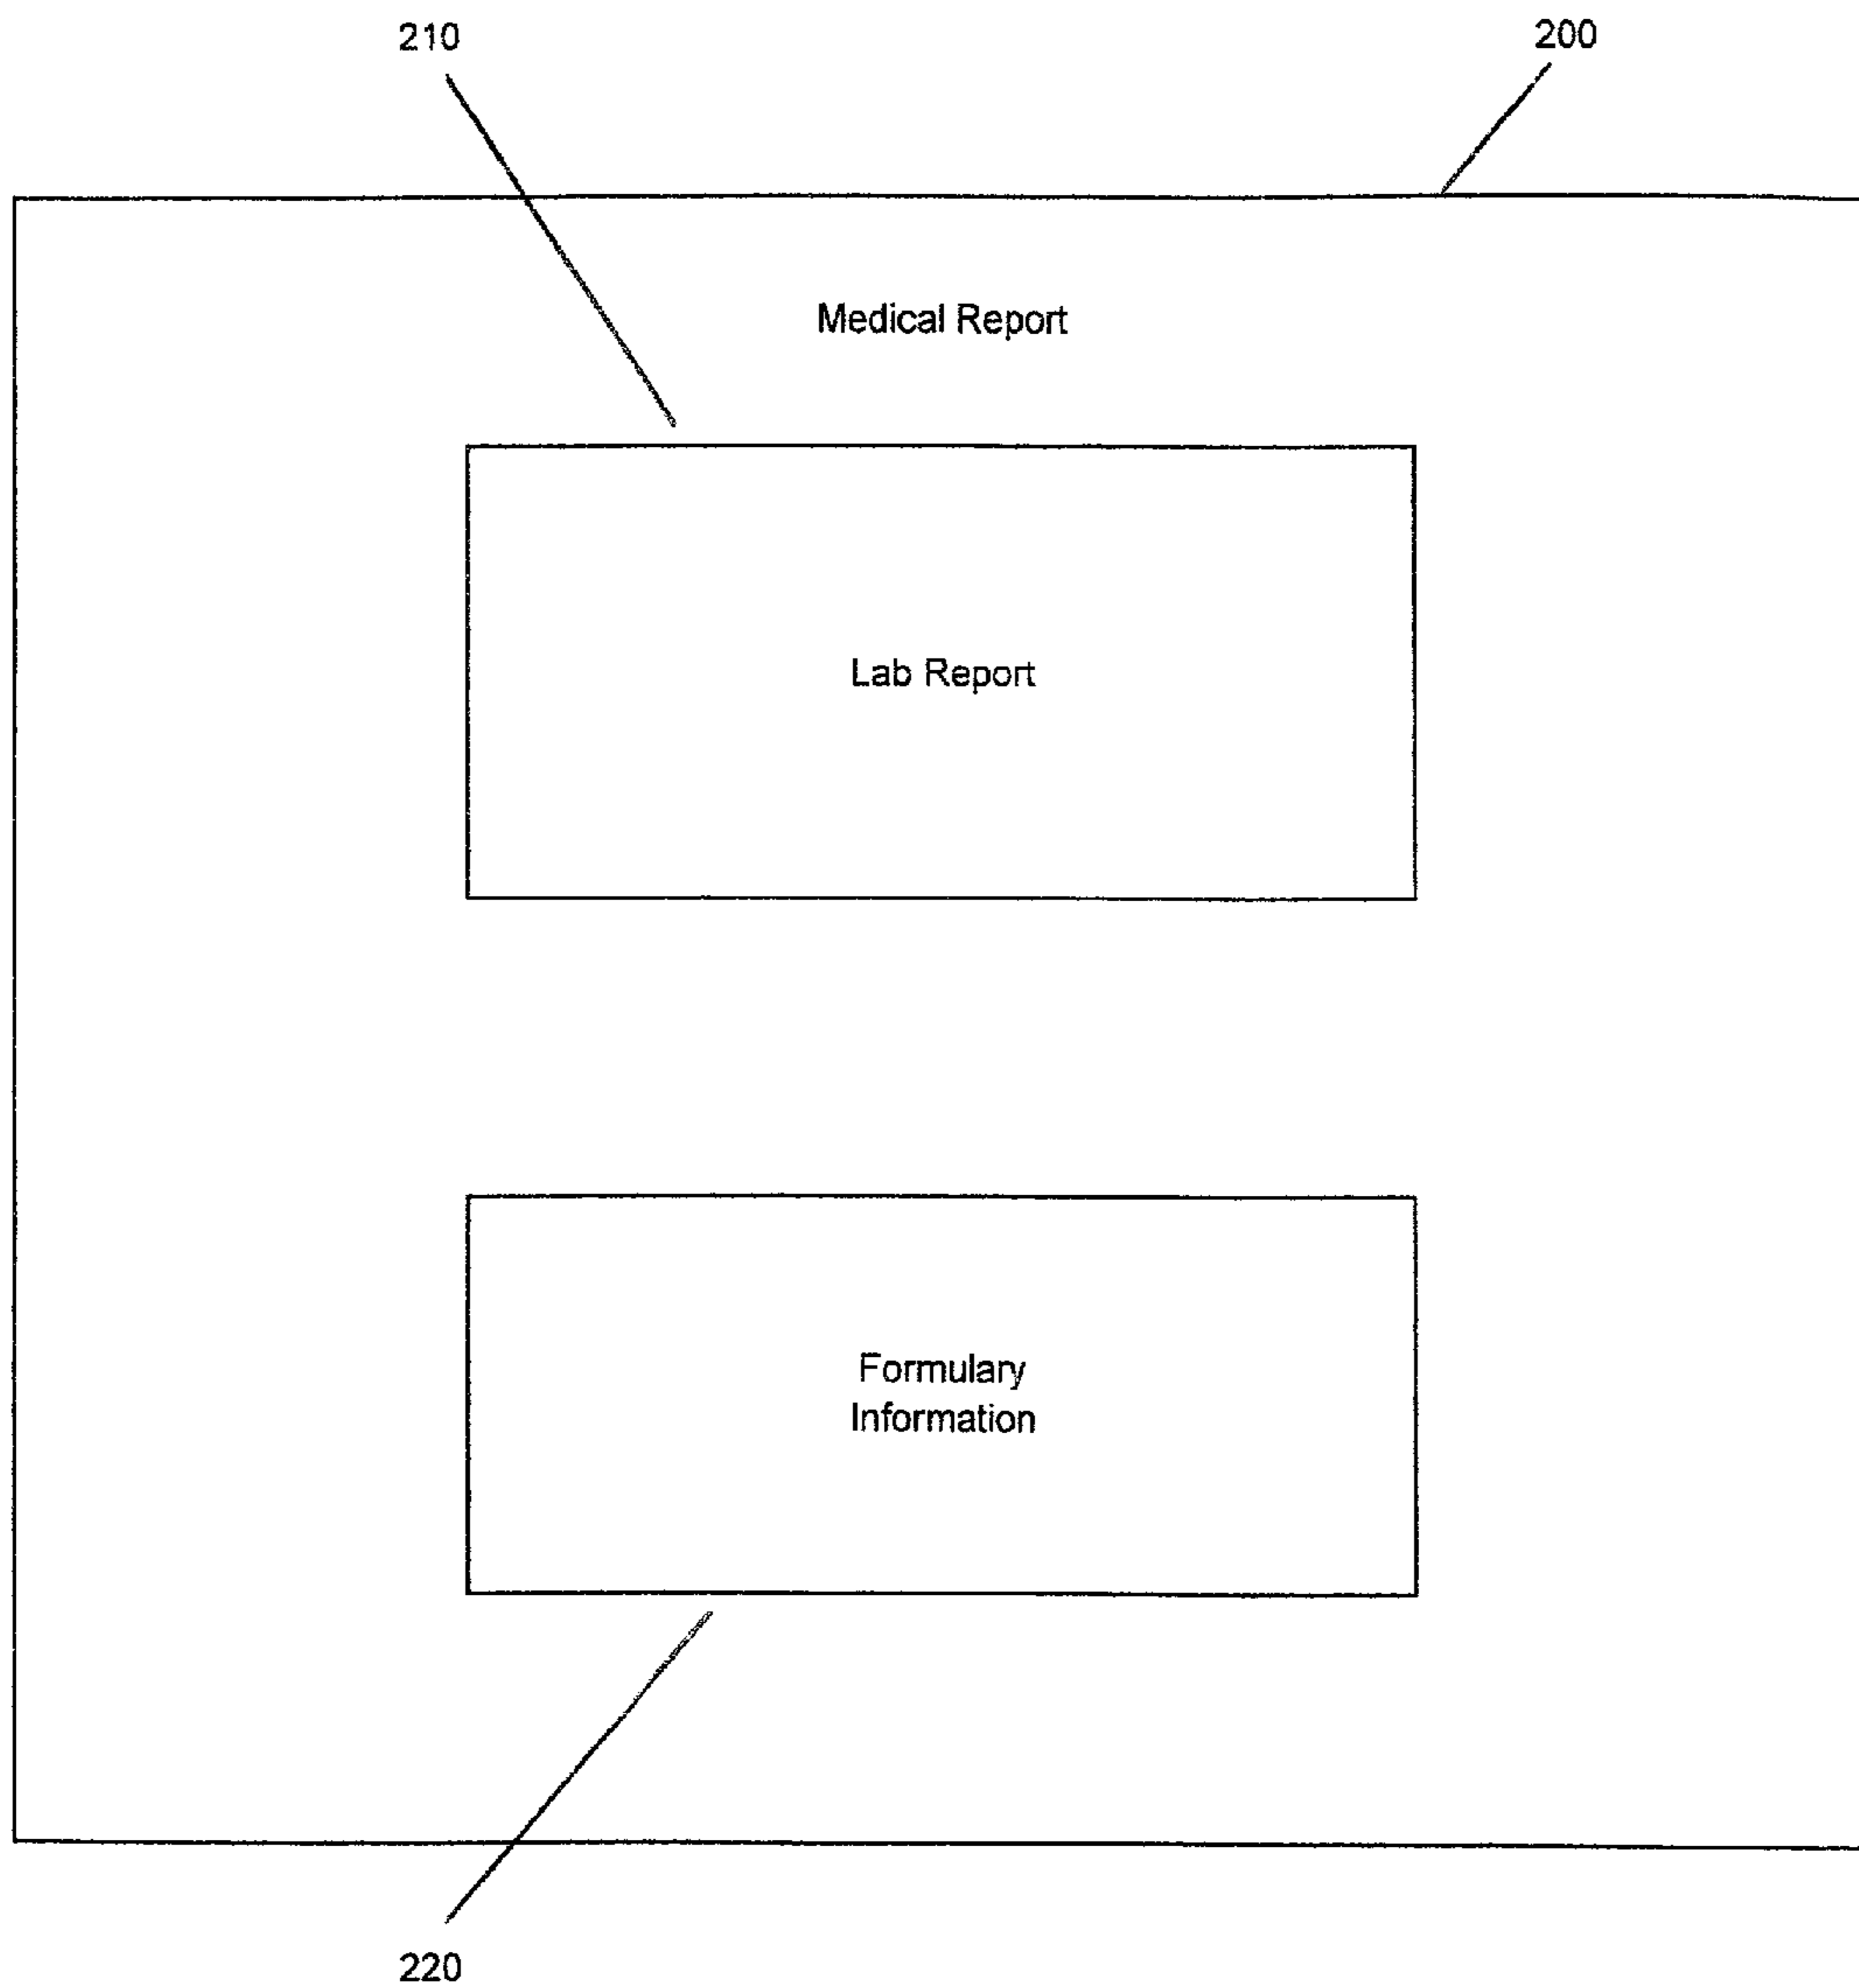 210
200
Medical Report
Lab Report
Formulary
Information
220